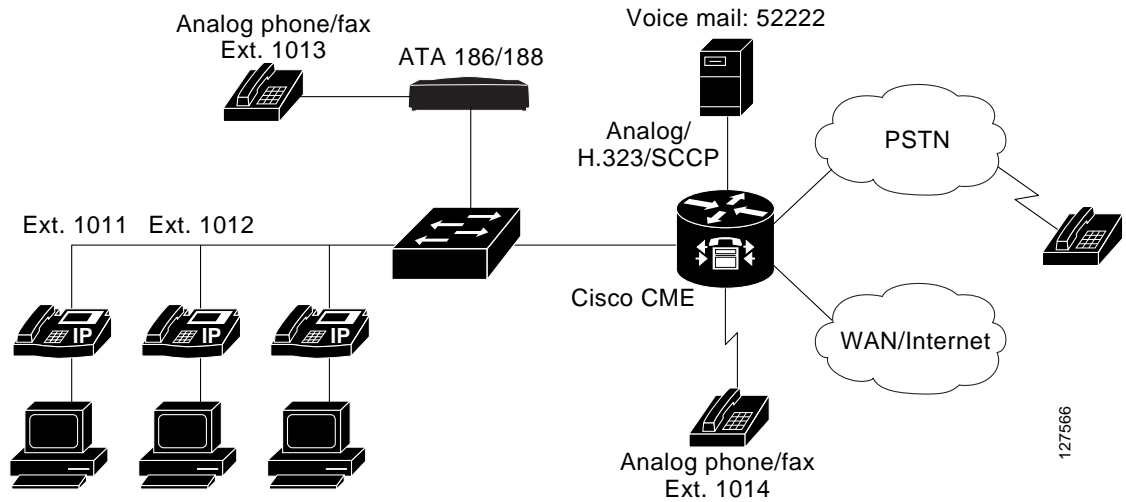 Analog phone/fax
Ext. 1013
ATA 186/188
Voice mail: 52222
Analog/
H.323/SCCP
PSTN
Ext. 1011
Ext. 1012
Cisco CME
IP
IP
IP
WAN/Internet
Analog phone/fax
Ext. 1014
127566